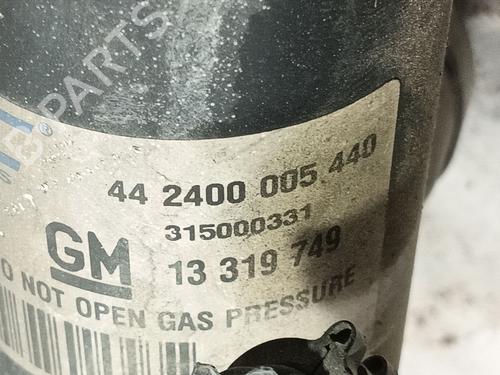 44 2400 005 440
315000331
GM 13 319 749
O NOT OPEN GAS PRESSURE